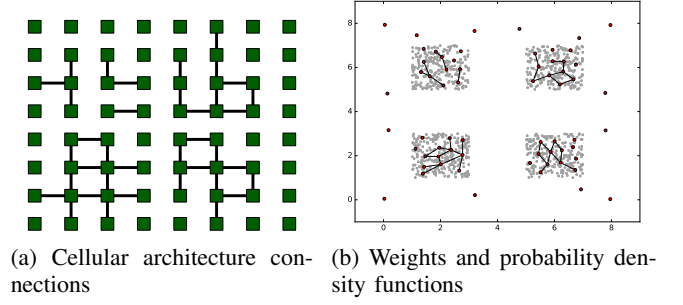 8
6
4
2
0
0
2
4
6
8
(a) Cellular architecture con-
nections
(b) Weights and probability den-
sity functions